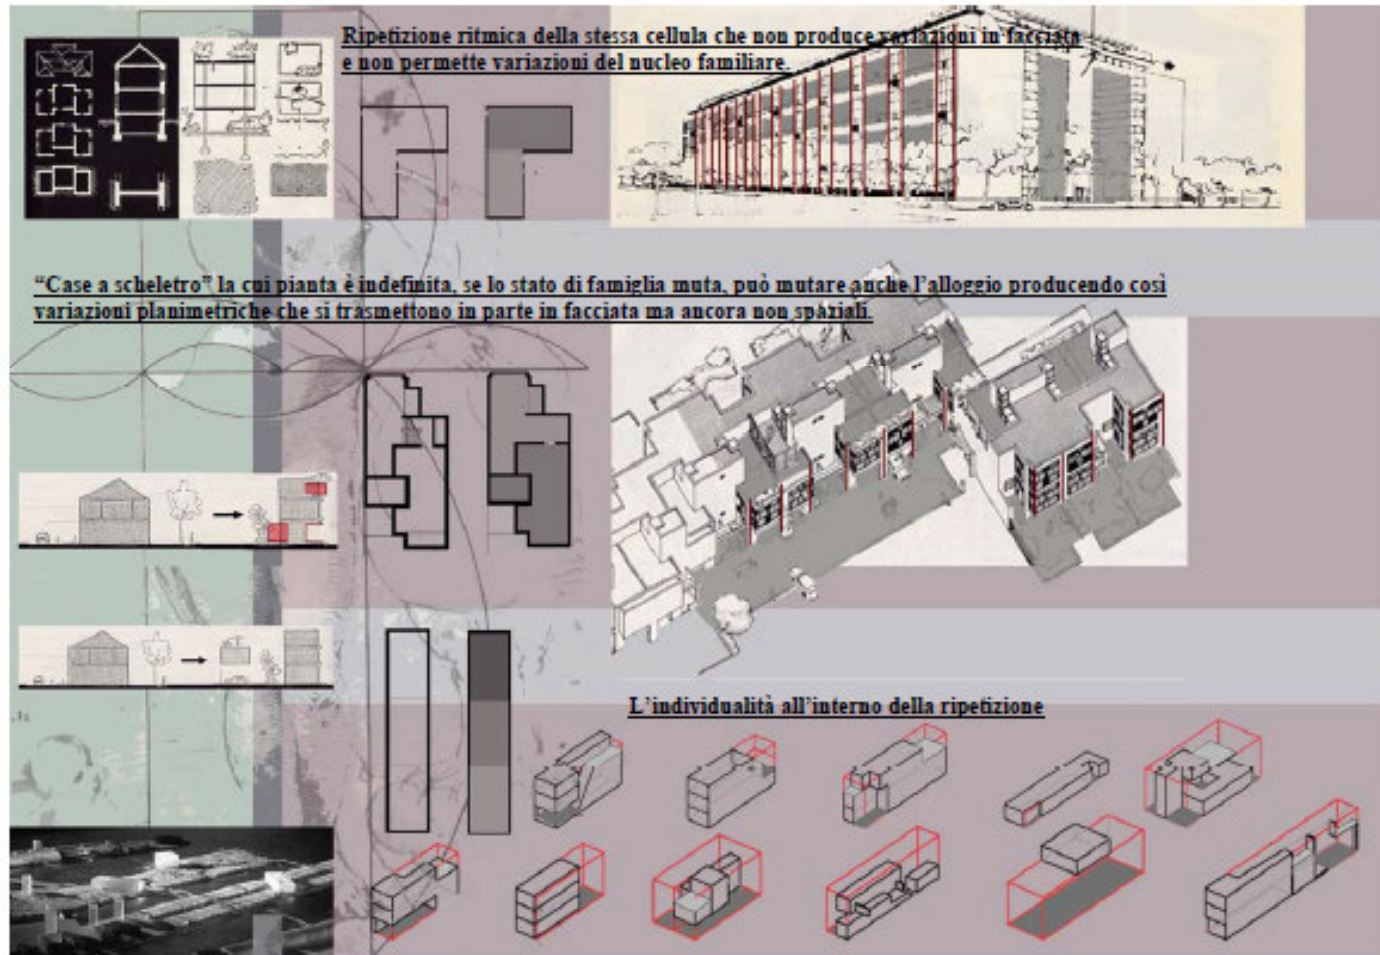 Ripetizione ritmica della stessa cellula che non produce variazioni in facciata
e non permette variazioni del nucleo familiare.
“Case a scheletro” la cui pianta è indefinita, se lo stato di famiglia muta, può mutare anche l’alloggio producendo così
variazioni planimetriche che si trasmettono in parte in facciata ma ancora non spaziali.
L’individualità all’interno della ripetizione